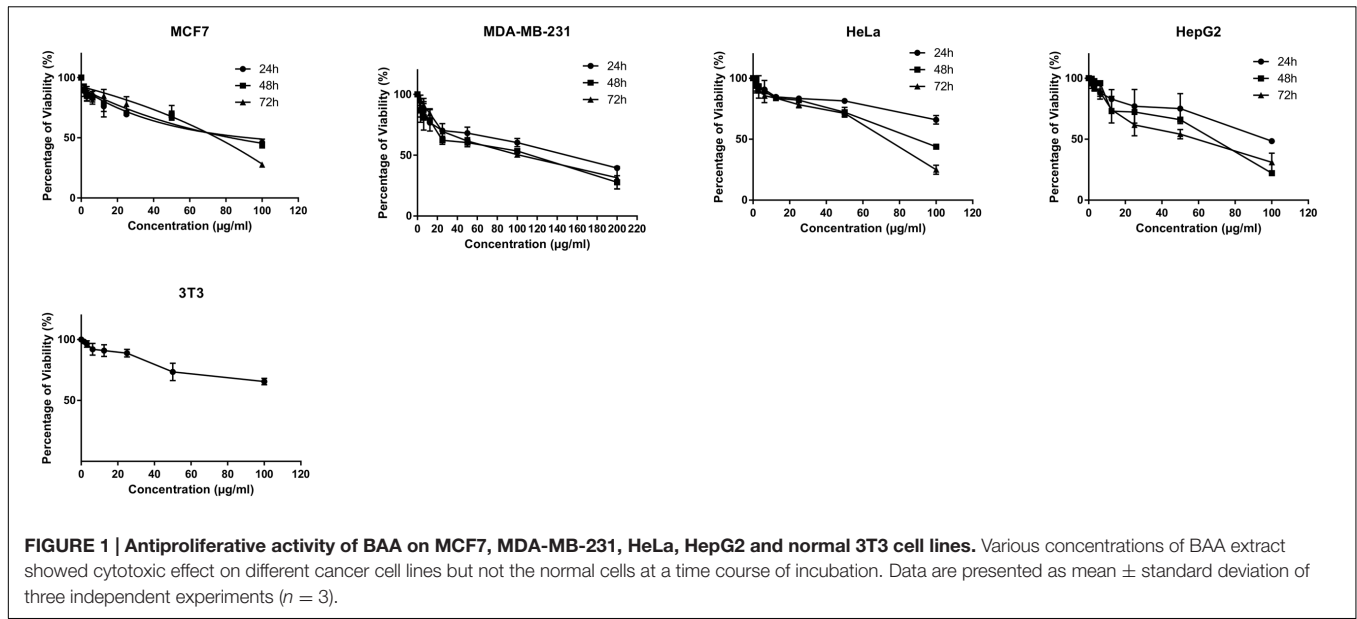 MCF7
Percentage of Viability (%)
100
50
0
0 20 40 60 80 100 120
Concentration (µg/ml)
24h
48h
72h
MDA-MB-231
Percentage of Viability (%)
100
50
0
0 20 40 60 80 100 120 140 160 180 200 220
Concentration (µg/ml)
24h
48h
72h
HeLa
Percentage of Viability (%)
100
50
0
0 20 40 60 80 100 120
Concentration (µg/ml)
24h
48h
72h
HepG2
Percentage of Viability (%)
100
50
0
0 20 40 60 80 100 120
Concentration (µg/ml)
24h
48h
72h
3T3
Percentage of Viability (%)
100
50
0 20 40 60 80 100 120
Concentration (µg/ml)
FIGURE 1 | Antiproliferative activity of BAA on MCF7, MDA-MB-231, HeLa, HepG2 and normal 3T3 cell lines. Various concentrations of BAA extract
showed cytotoxic effect on different cancer cell lines but not the normal cells at a time course of incubation. Data are presented as mean ± standard deviation of
three independent experiments (n = 3).